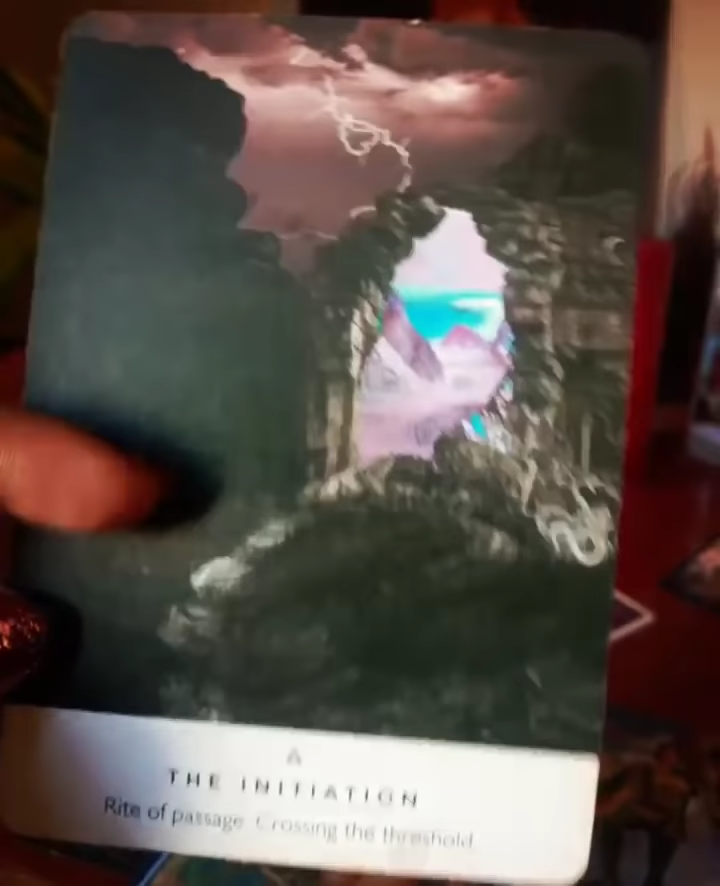 THE INITIATION
Rite of passage. Crossing the threshold.